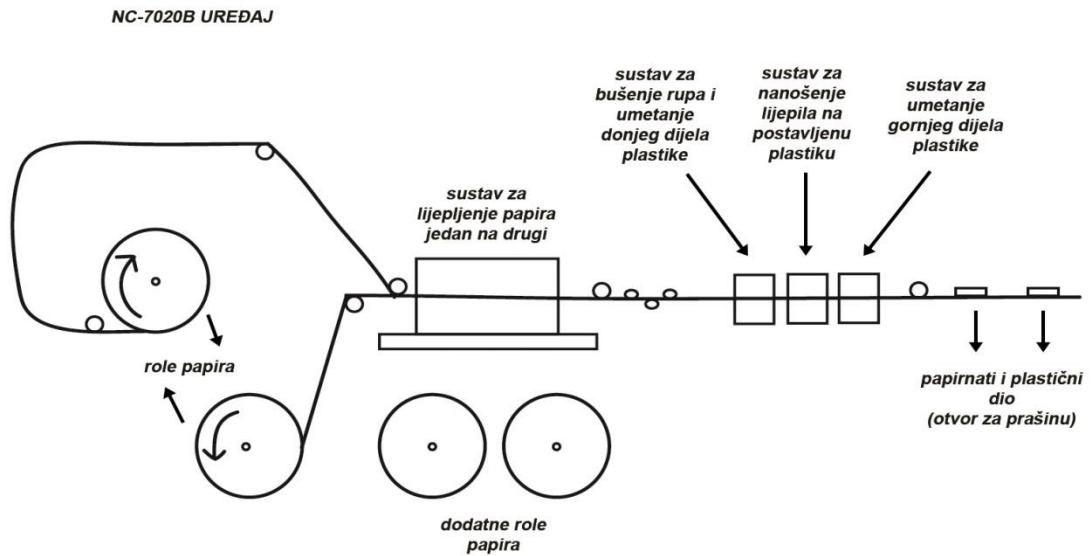 NC-7020B UREĐAJ
sustav za
bušenje rupa i
umetanje
donjeg dijela
plastike
sustav za
nanošenje
lijepila na
postavljenu
plastiku
sustav za
umetanje
gornjeg dijela
plastike
sustav za
lijepljenje papira
jedan na drugi
role papira
papirnati i plastični
dio
(otvor za prašinu)
dodatne role
papira